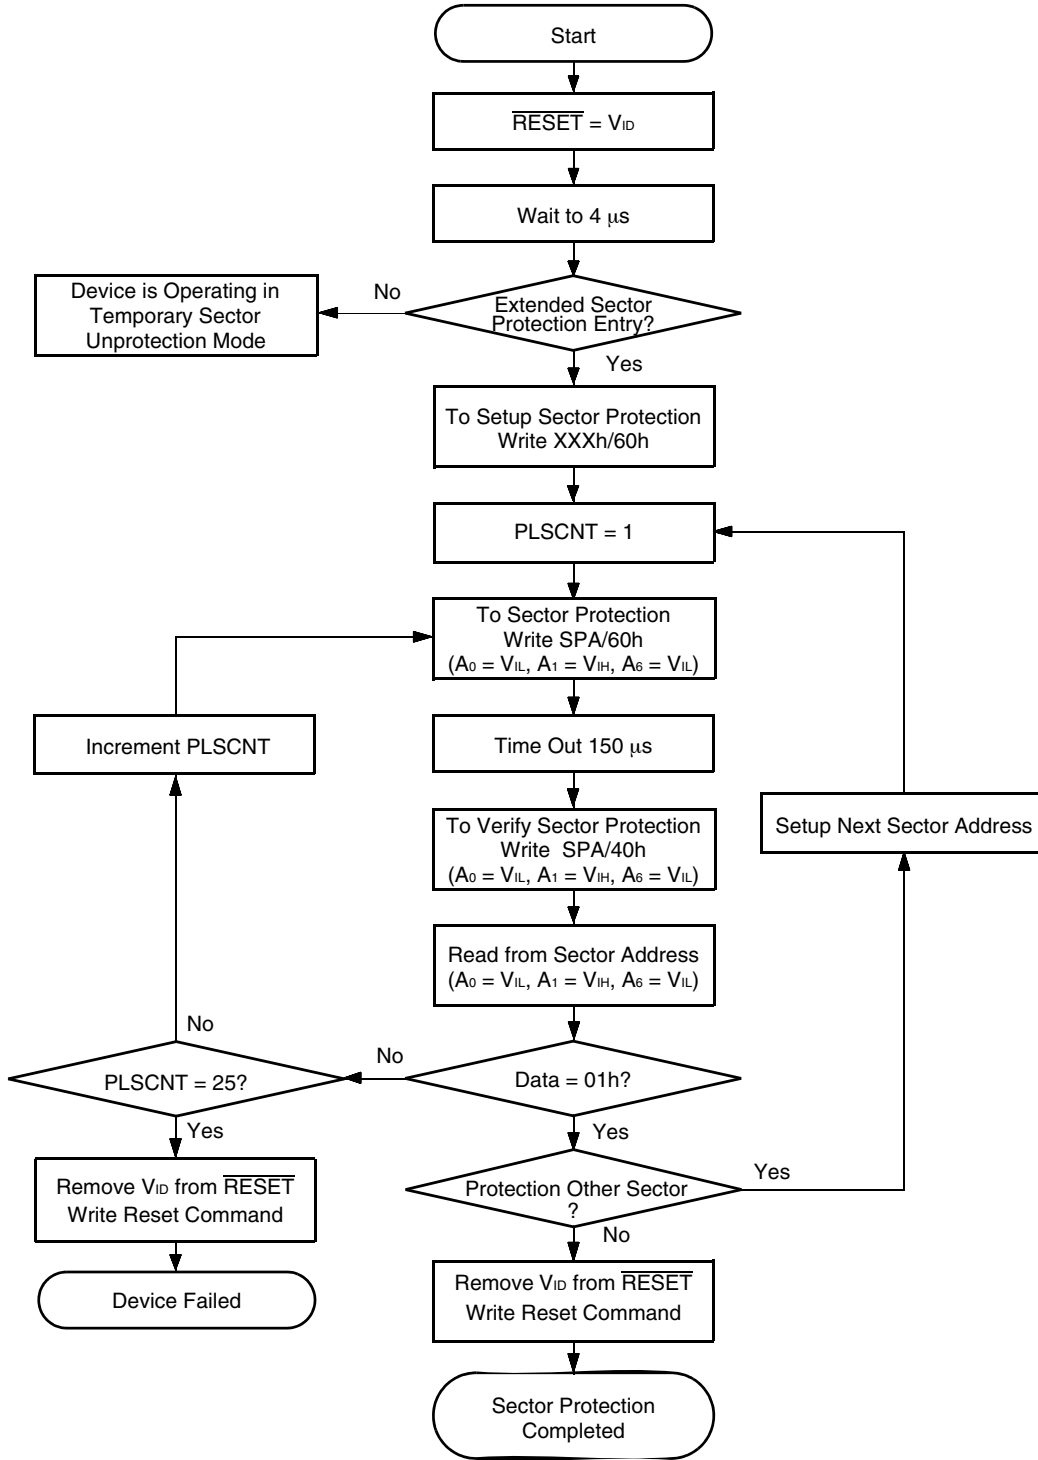 Start
RESET = VID
Wait to 4 μs
No
Device is Operating in
Temporary Sector
Unprotection Mode
Extended Sector
Protection Entry?
Yes
To Setup Sector Protection
Write XXXh/60h
PLSCNT = 1
To Sector Protection
Write SPA/60h
(A0 = VIL, A1 = VIH, A6 = VIL)
Increment PLSCNT
Time Out 150 μs
To Verify Sector Protection
Write SPA/40h
(A0 = VIL, A1 = VIH, A6 = VIL)
Setup Next Sector Address
Read from Sector Address
(A0 = VIL, A1 = VIH, A6 = VIL)
No
No
PLSCNT = 25?
Data = 01h?
Yes
Yes
Protection Other Sector
?
Yes
No
Remove VID from RESET
Write Reset Command
Device Failed
Remove VID from RESET
Write Reset Command
Sector Protection
Completed